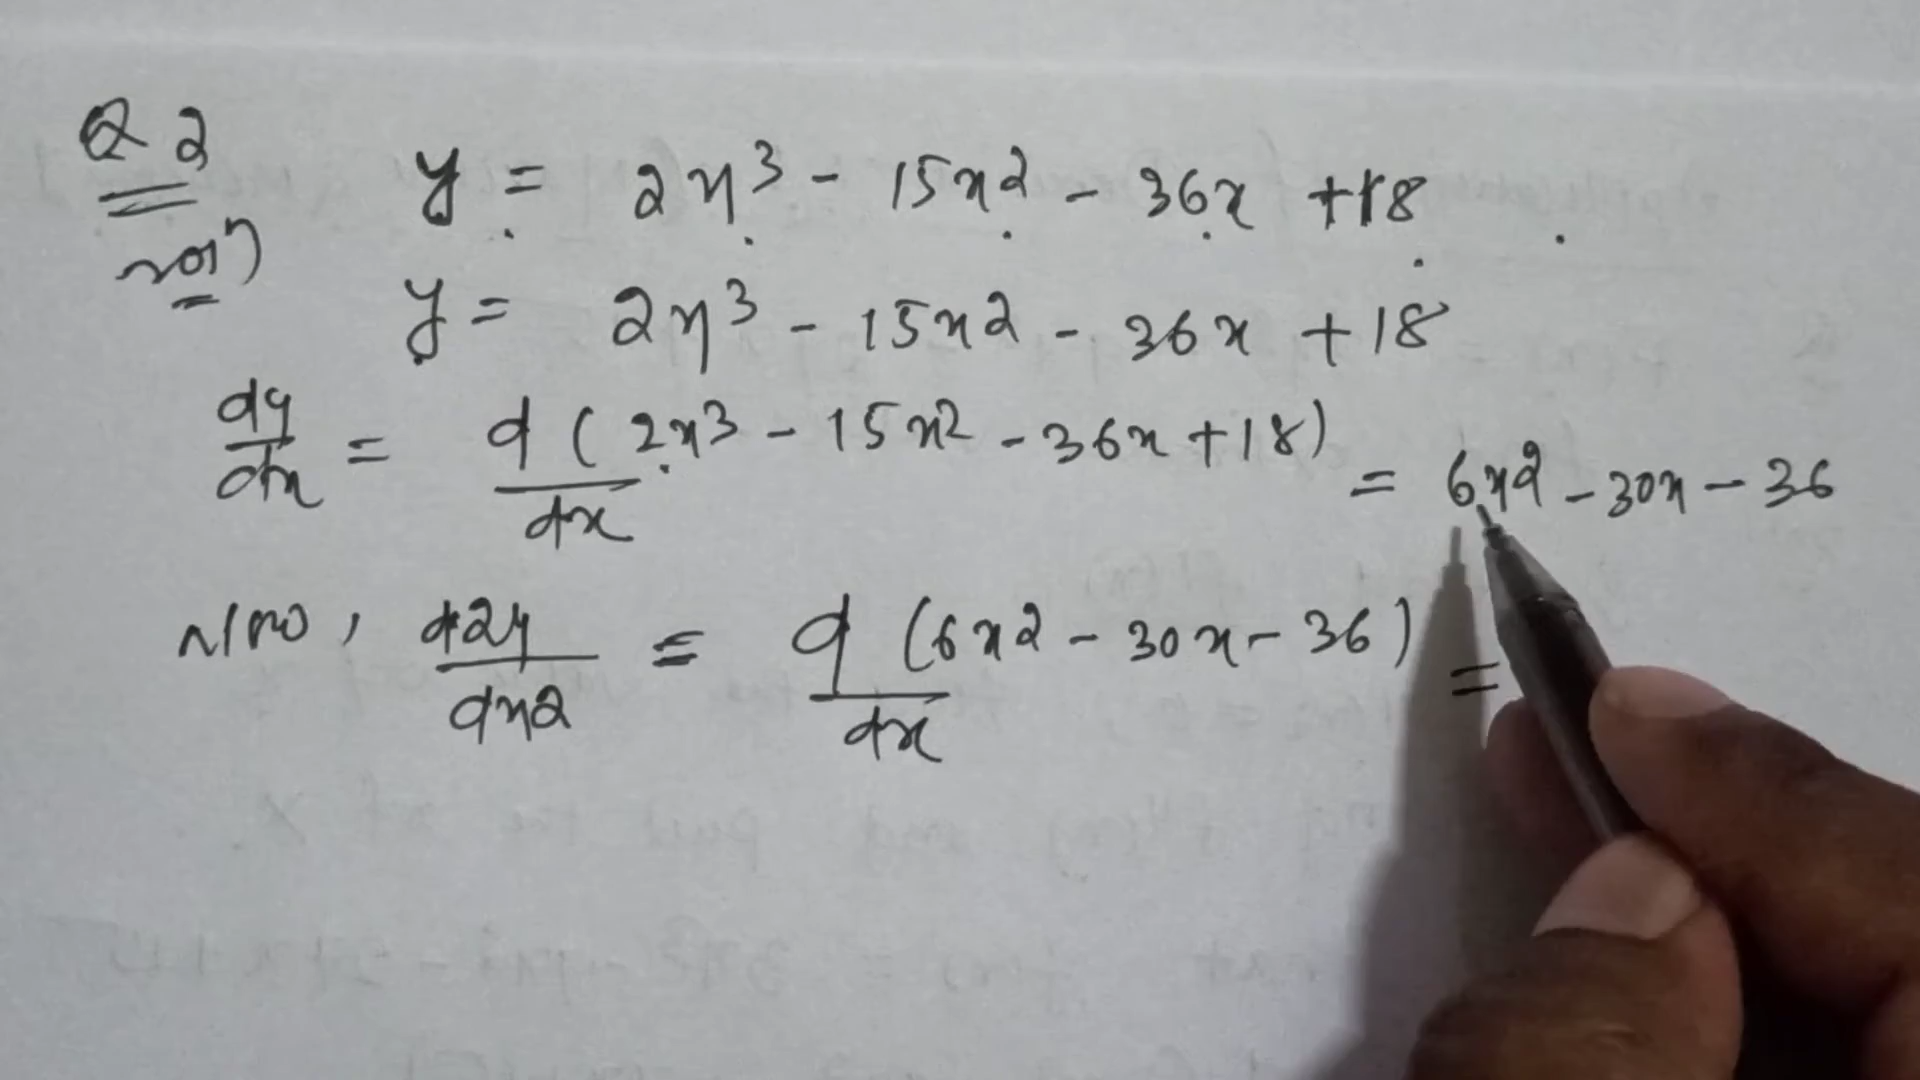 Q 2
y = 2x3 - 15x2 - 36x + 18
soln
y = 2x3 - 15x2 - 36x + 18
dy/dx = d/dx (2x3 - 15x2 - 36x + 18) = 6x2 - 30x - 36
d2y/dx2 = d/dx (6x2 - 30x - 36) =